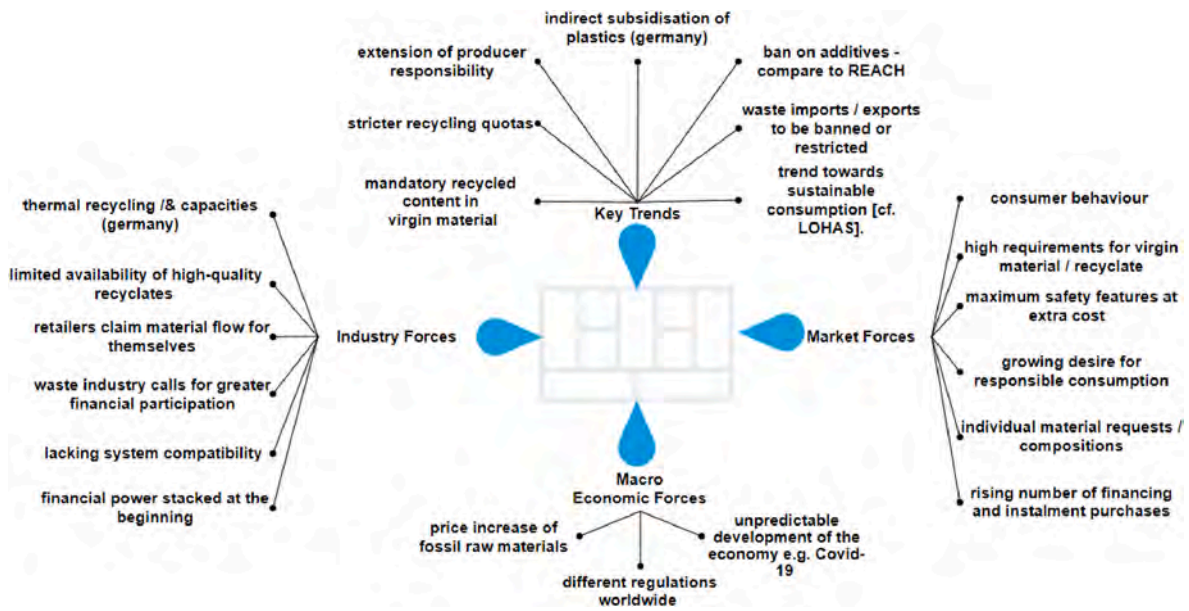 indirect subsidisation of
plastics (germany)
extension of producer
responsibility
ban on additives -
compare to REACH
stricter recycling quotas
waste imports / exports
to be banned or
restricted
mandatory recycled
content in
virgin material
trend towards
sustainable
consumption [cf.
LOHAS].
Key Trends
thermal recycling /& capacities
(germany)
limited availability of high-quality
recyclates
retailers claim material flow for
themselves
waste industry calls for greater
financial participation
lacking system compatibility
financial power stacked at the
beginning
Industry Forces
Market Forces
consumer behaviour
high requirements for virgin
material / recyclate
maximum safety features at
extra cost
growing desire for
responsible consumption
individual material requests /
compositions
rising number of financing
and instalment purchases
Macro
Economic Forces
price increase of
fossil raw materials
different regulations
worldwide
unpredictable
development of the
economy e.g. Covid-
19